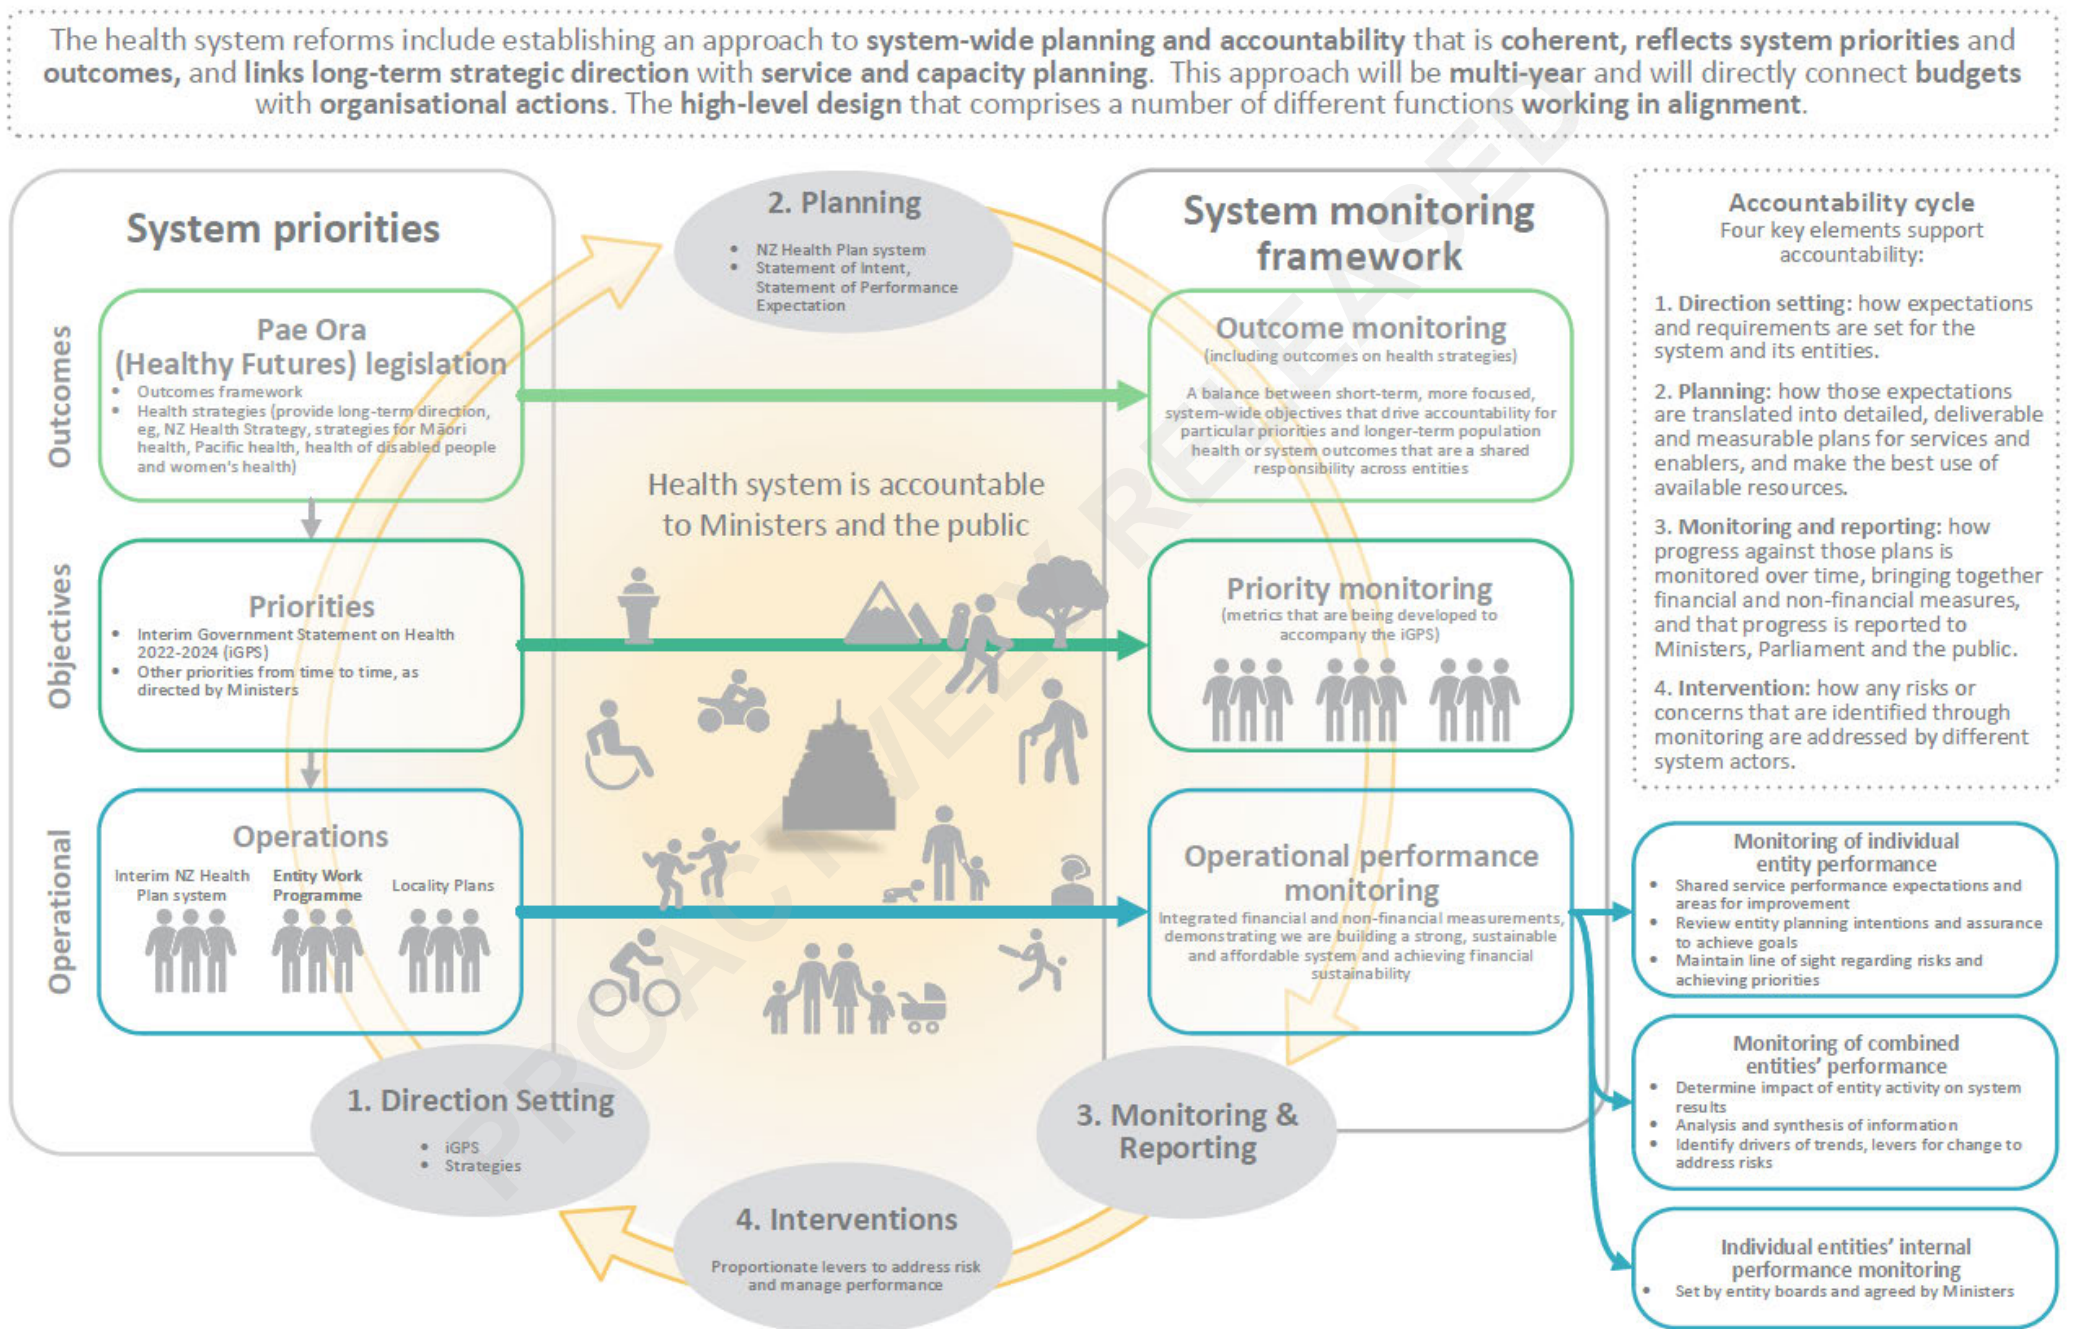 The health system reforms include establishing an approach to system-wide planning and accountability that is coherent, reflects system priorities and
outcomes, and links long-term strategic direction with service and capacity planning. This approach will be multi-year and will directly connect budgets
with organisational actions. The high-level design that comprises a number of different functions working in alignment.
System priorities
Outcomes
Pae Ora
(Healthy Futures) legislation
• Outcomes framework
• Health strategies (provide long-term direction,
eg, NZ Health Strategy, strategies for Māori
health, Pacific health, health of disabled people
and women's health)
Objectives
Priorities
• Interim Government Statement on Health
2022-2024 (iGPS)
• Other priorities from time to time, as
directed by Ministers
Operational
Operations
Interim NZ Health
Plan system
Entity Work
Programme
Locality Plans
1. Direction Setting
• iGPS
• Strategies
2. Planning
• NZ Health Plan system
• Statement of Intent,
Statement of Performance
Expectation
Health system is accountable
to Ministers and the public
4. Interventions
Proportionate levers to address risk
and manage performance
3. Monitoring &
Reporting
System monitoring
framework
Outcome monitoring
(including outcomes on health strategies)
A balance between short-term, more focused,
system-wide objectives that drive accountability for
particular priorities and longer-term population
health or system outcomes that are a shared
responsibility across entities
Priority monitoring
(metrics that are being developed to
accompany the iGPS)
Operational performance
monitoring
Integrated financial and non-financial measurements,
demonstrating we are building a strong, sustainable
and affordable system and achieving financial
sustainability
Accountability cycle
Four key elements support
accountability:
1. Direction setting: how expectations
and requirements are set for the
system and its entities.
2. Planning: how those expectations
are translated into detailed, deliverable
and measurable plans for services and
enablers, and make the best use of
available resources.
3. Monitoring and reporting: how
progress against those plans is
monitored over time, bringing together
financial and non-financial measures,
and that progress is reported to
Ministers, Parliament and the public.
4. Intervention: how any risks or
concerns that are identified through
monitoring are addressed by different
system actors.
Monitoring of individual
entity performance
• Shared service performance expectations and
areas for improvement
• Review entity planning intentions and assurance
to achieve goals
• Maintain line of sight regarding risks and
achieving priorities
Monitoring of combined
entities’ performance
• Determine impact of entity activity on system
results
• Analysis and synthesis of information
• Identify drivers of trends, levers for change to
address risks
Individual entities’ internal
performance monitoring
• Set by entity boards and agreed by Ministers
PROACTIVELY RELEASED